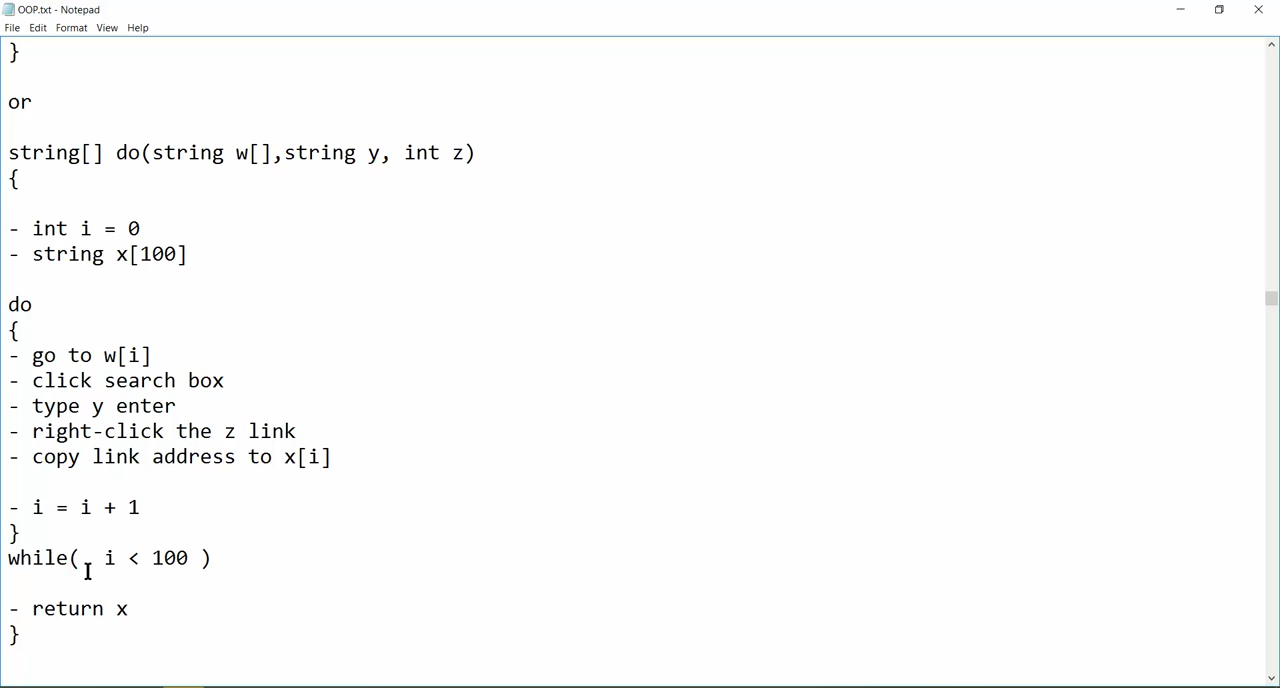 OOP.txt - Notepad
File Edit Format View Help
}
or
string[] do(string w[],string y, int z)
{
- int i = 0
- string x[100]
do
{
- go to w[i]
- click search box
- type y enter
- right-click the z link
- copy link address to x[i]
- i = i + 1
}
while(  i < 100 )
- return x
}